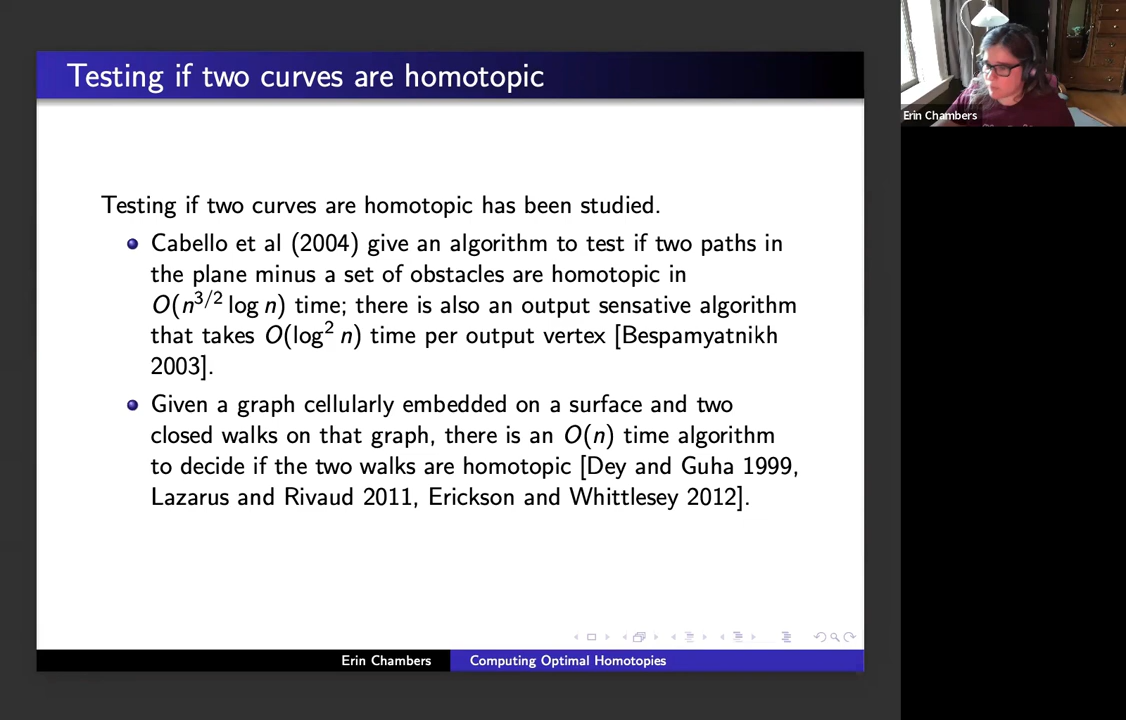 Testing if two curves are homotopic
Erin Chambers
Testing if two curves are homotopic has been studied.
Cabello et al (2004) give an algorithm to test if two paths in
the plane minus a set of obstacles are homotopic in
O(n^{3/2} log n) time; there is also an output sensative algorithm
that takes O(log^2 n) time per output vertex [Bespamyatnikh
2003].
Given a graph cellularly embedded on a surface and two
closed walks on that graph, there is an O(n) time algorithm
to decide if the two walks are homotopic [Dey and Guha 1999,
Lazarus and Rivaud 2011, Erickson and Whittlesey 2012].
Erin Chambers
Computing Optimal Homotopies